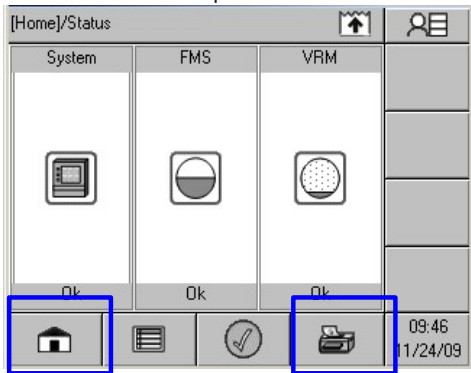 [Home]/Status
System FMS VRM
Ok Ok Ok
09:46
11/24/09